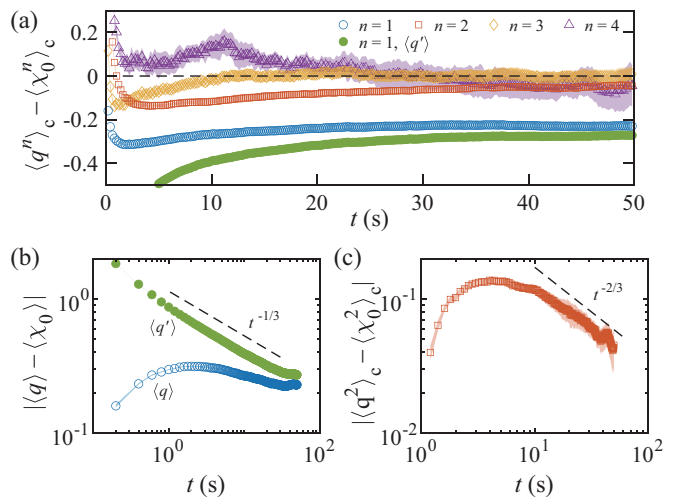 (a)
n = 1 n = 2 n = 3 n = 4
n = 1, ⟨q'⟩
0.2
0
-0.2
-0.4
⟨qⁿ⟩c − ⟨χ₀ⁿ⟩c
0 10 20 30 40 50
t (s)
(b)
10⁰
10⁻¹
|⟨q⟩ − ⟨χ₀⟩|
t⁻¹/³
⟨q'⟩
⟨q⟩
10⁰ 10²
t (s)
(c)
10⁻¹
10⁻²
|⟨q²⟩c − ⟨χ₀²⟩c|
t⁻²/³
10⁰ 10¹ 10²
t (s)